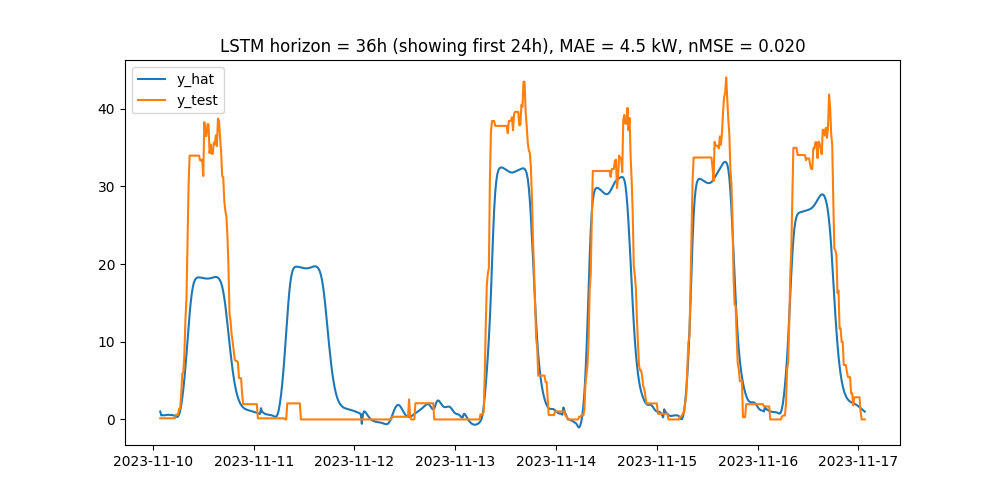 LSTM horizon = 36h (showing first 24h), MAE = 4.5 kW, nMSE = 0.020
y_hat
y_test
40
30
20
10
0
2023-11-10 2023-11-11 2023-11-12 2023-11-13 2023-11-14 2023-11-15 2023-11-16 2023-11-17